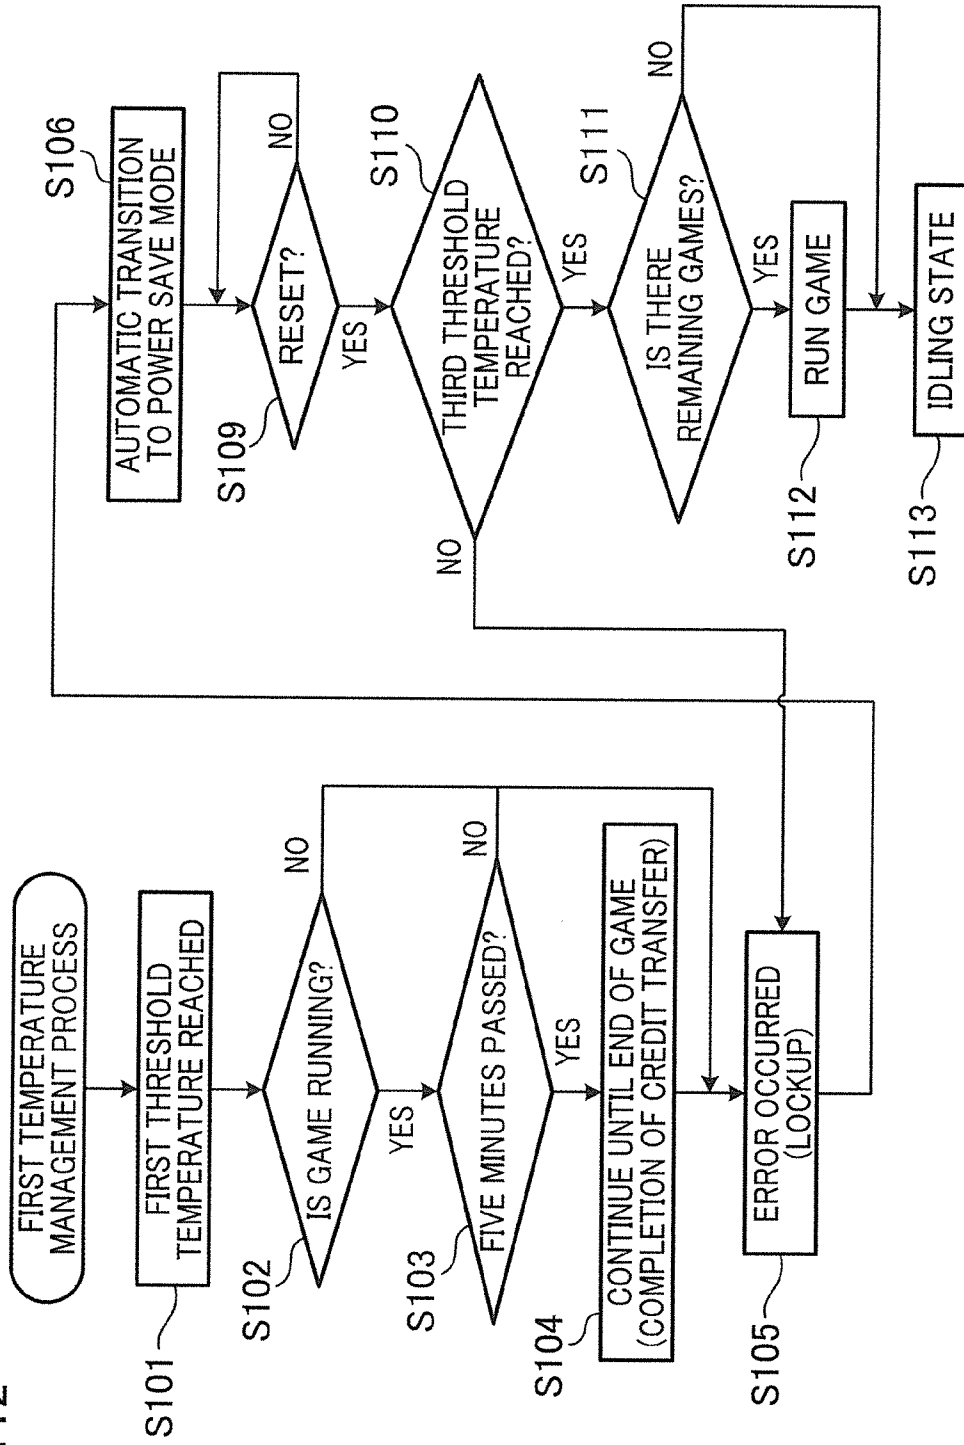 FIRST TEMPERATURE
MANAGEMENT PROCESS
S101
FIRST THRESHOLD
TEMPERATURE REACHED
S102
IS GAME RUNNING?
NO
YES
S103
FIVE MINUTES PASSED?
NO
YES
S104
CONTINUE UNTIL END OF GAME
(COMPLETION OF CREDIT TRANSFER)
S105
ERROR OCCURRED
(LOCKUP)
S106
AUTOMATIC TRANSITION
TO POWER SAVE MODE
S109
RESET?
NO
YES
S110
THIRD THRESHOLD
TEMPERATURE
REACHED?
NO
YES
S111
IS THERE
REMAINING GAMES?
NO
YES
S112
RUN GAME
S113
IDLING STATE